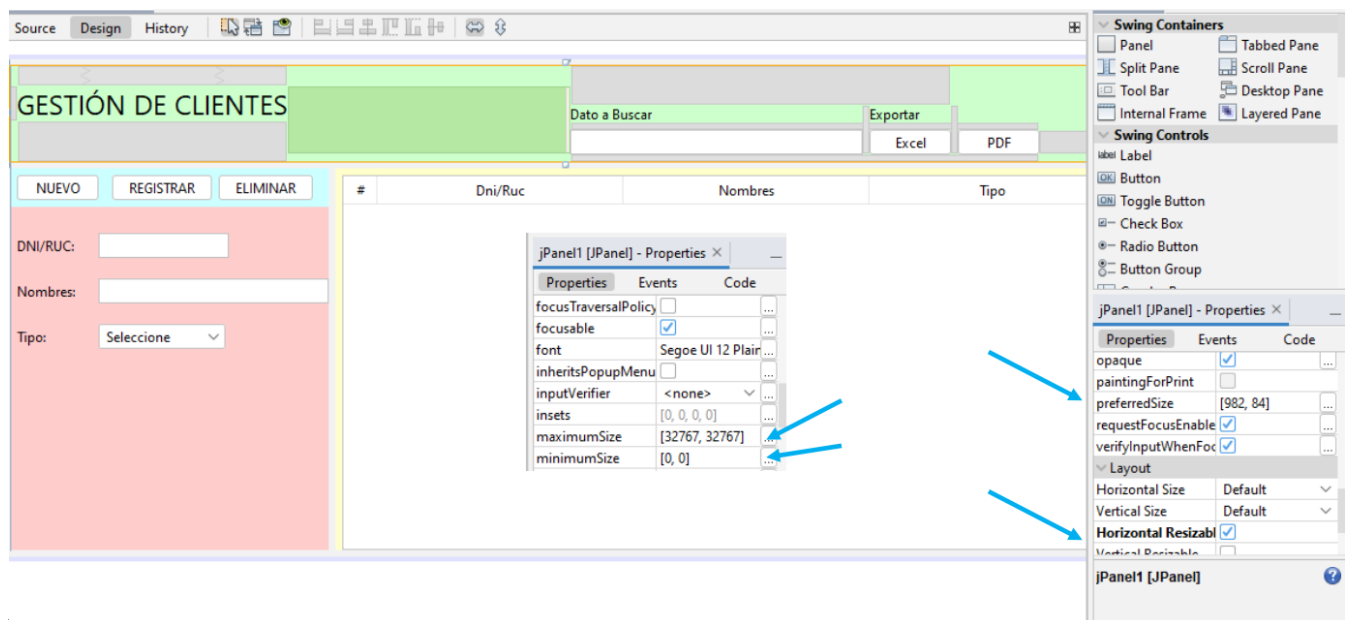 Source Design History
GESTIÓN DE CLIENTES
Dato a Buscar
Exportar
Excel
PDF
NUEVO
REGISTRAR
ELIMINAR
DNI/RUC:
Nombres:
Tipo:
Seleccione
# Dni/Ruc Nombres Tipo
jPanel1 [JPanel] - Properties ×
Properties Events Code
focusTraversalPolicy ...
focusable ...
font Segoe UI 12 Plain ...
inheritsPopupMenu ...
inputVerifier <none> ...
insets [0, 0, 0, 0] ...
maximumSize [32767, 32767] ...
minimumSize [0, 0] ...
Swing Containers
Panel Tabbed Pane
Split Pane Scroll Pane
Tool Bar Desktop Pane
Internal Frame Layered Pane
Swing Controls
label Label
OK Button
ON Toggle Button
Check Box
Radio Button
Button Group
jPanel1 [JPanel] - Properties ×
Properties Events Code
opaque ...
paintingForPrint
preferredSize [982, 84] ...
requestFocusEnable ...
verifyInputWhenFoc ...
Layout
Horizontal Size Default
Vertical Size Default
Horizontal Resizabl
Vertical Resizable
jPanel1 [JPanel]
?